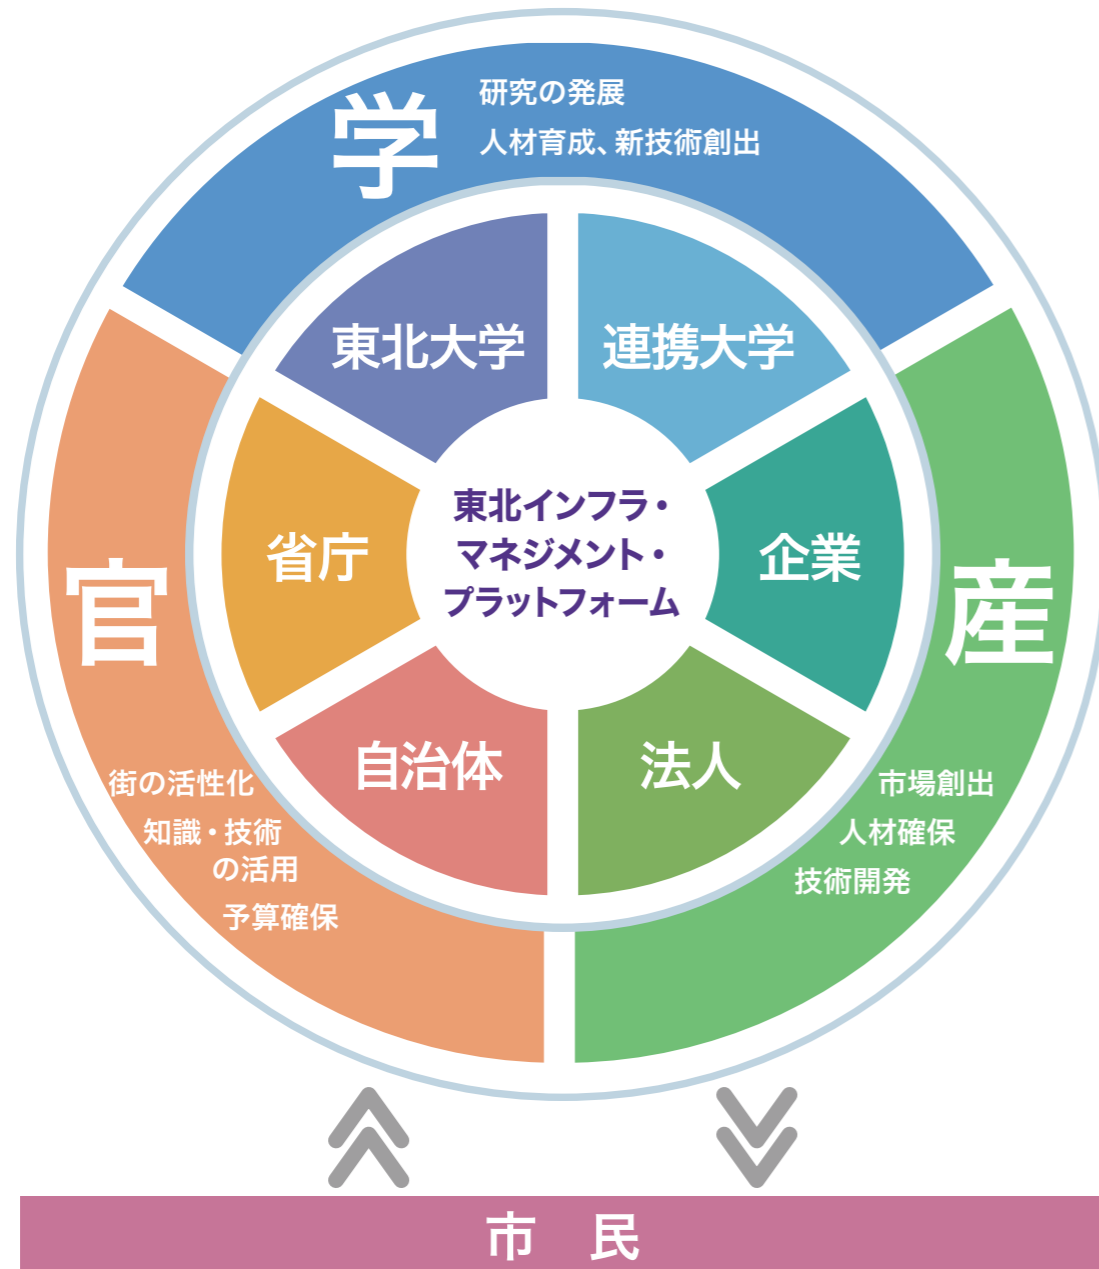 学
研究の発展
人材育成、新技術創出
東北大学
連携大学
省庁
東北インフラ・
マネジメント・
プラットフォーム
企業
官
産
自治体
法人
街の活性化
知識・技術
の活用
予算確保
市場創出
人材確保
技術開発
市　民